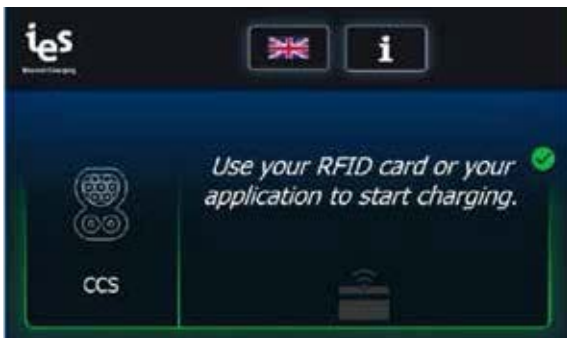 ies
i
Use your RFID card or your
application to start charging.
CCS